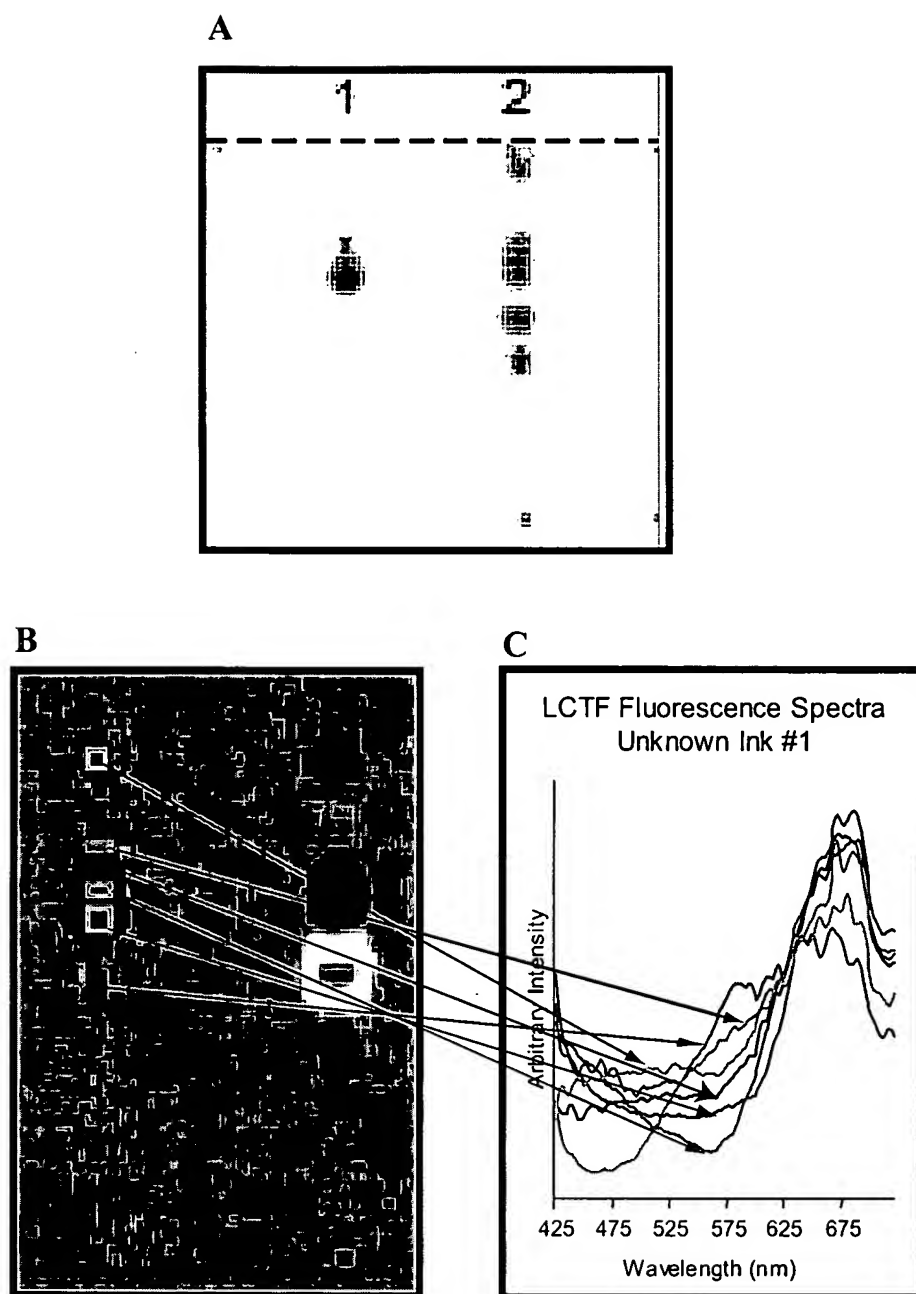 A
1 2
B
C
LCTF Fluorescence Spectra
Unknown Ink #1
Arbitrary Intensity
425 475 525 575 625 675
Wavelength (nm)